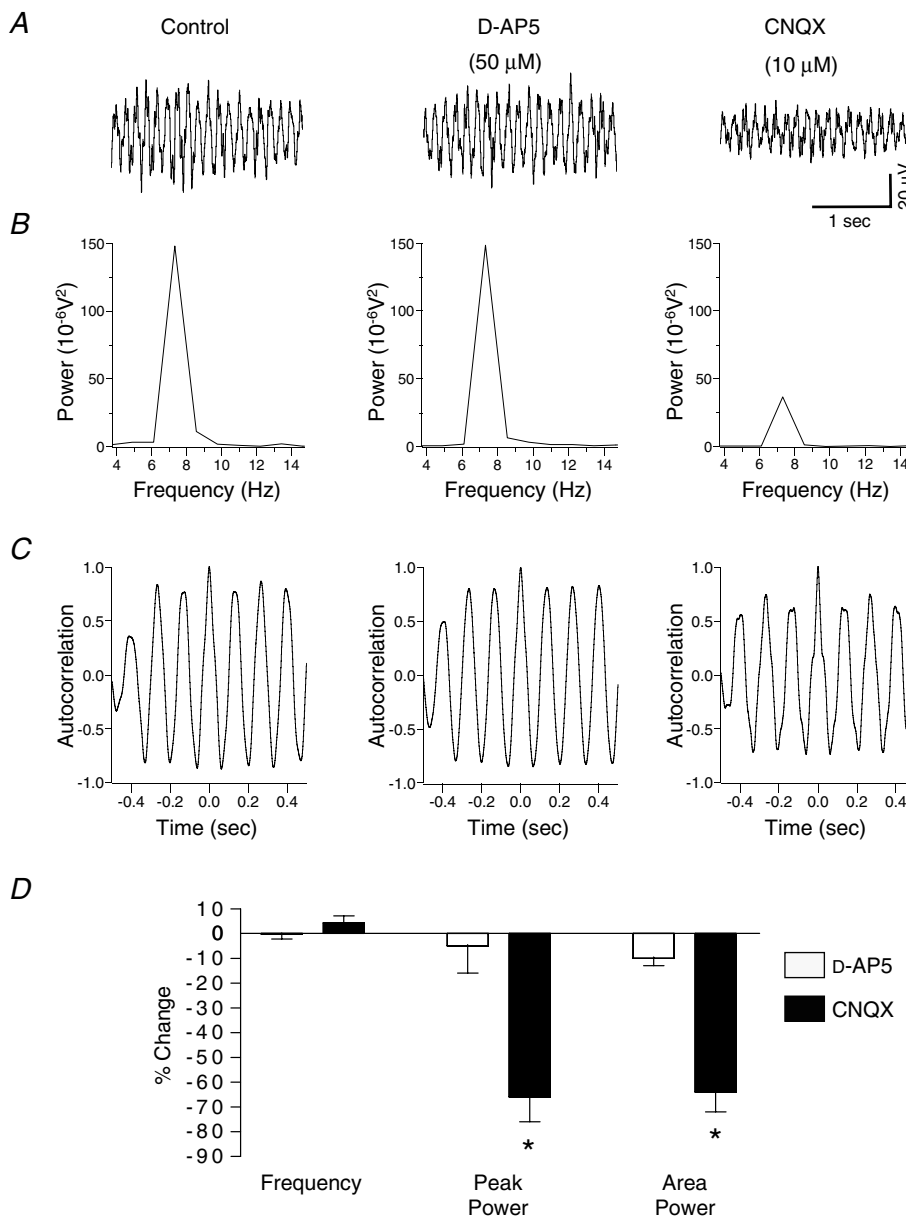 A
Control
D-AP5
(50 μM)
CNQX
(10 μM)
20 μV
1 sec
B
Power (10-6V2)
150
100
50
0
4 6 8 10 12 14
Frequency (Hz)
Power (10-6V2)
150
100
50
0
4 6 8 10 12 14
Frequency (Hz)
Power (10-6V2)
150
100
50
0
4 6 8 10 12 14
Frequency (Hz)
C
Autocorrelation
1.0
0.5
0.0
-0.5
-1.0
-0.4 -0.2 0.0 0.2 0.4
Time (sec)
Autocorrelation
1.0
0.5
0.0
-0.5
-1.0
-0.4 -0.2 0.0 0.2 0.4
Time (sec)
Autocorrelation
1.0
0.5
0.0
-0.5
-1.0
-0.4 -0.2 0.0 0.2 0.4
Time (sec)
D
% Change
10
0
-10
-20
-30
-40
-50
-60
-70
-80
-90
* *
Frequency
Peak
Power
Area
Power
D-AP5
CNQX